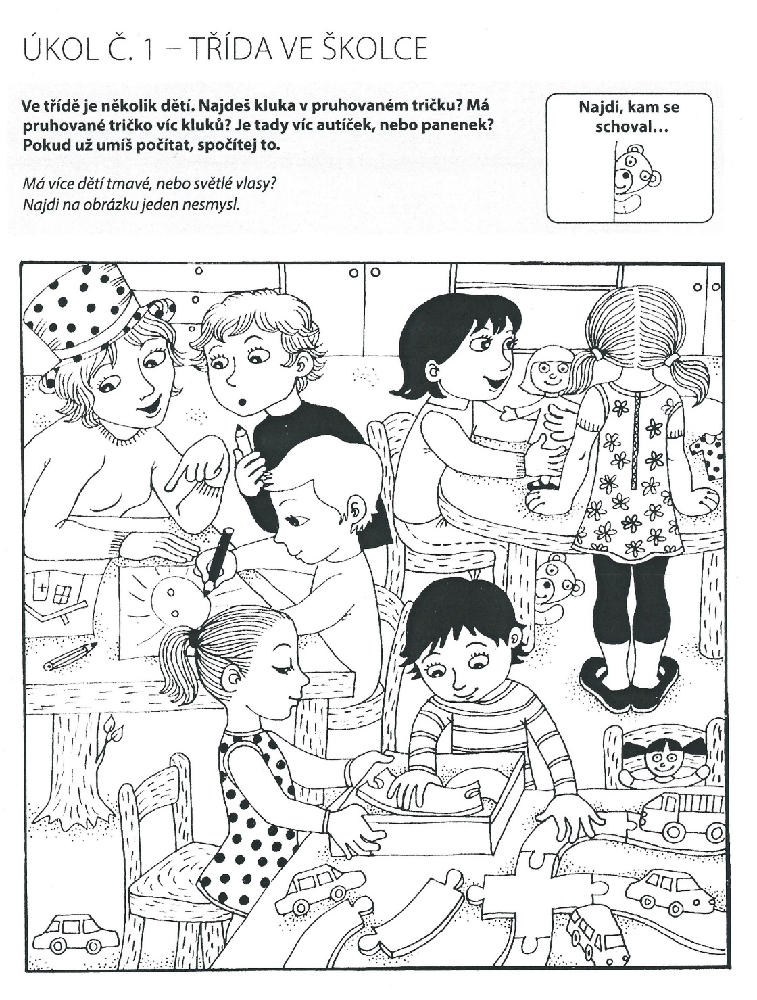 ÚKOL Č. 1 – TŘÍDA VE ŠKOLCE
Ve třídě je několik dětí. Najdeš kluka v pruhovaném tričku? Má
pruhované tričko víc kluků? Je tady víc autíček, nebo panenek?
Pokud už umíš počítat, spočítej to.
Má více dětí tmavé, nebo světlé vlasy?
Najdi na obrázku jeden nesmysl.
Najdi, kam se
schoval...